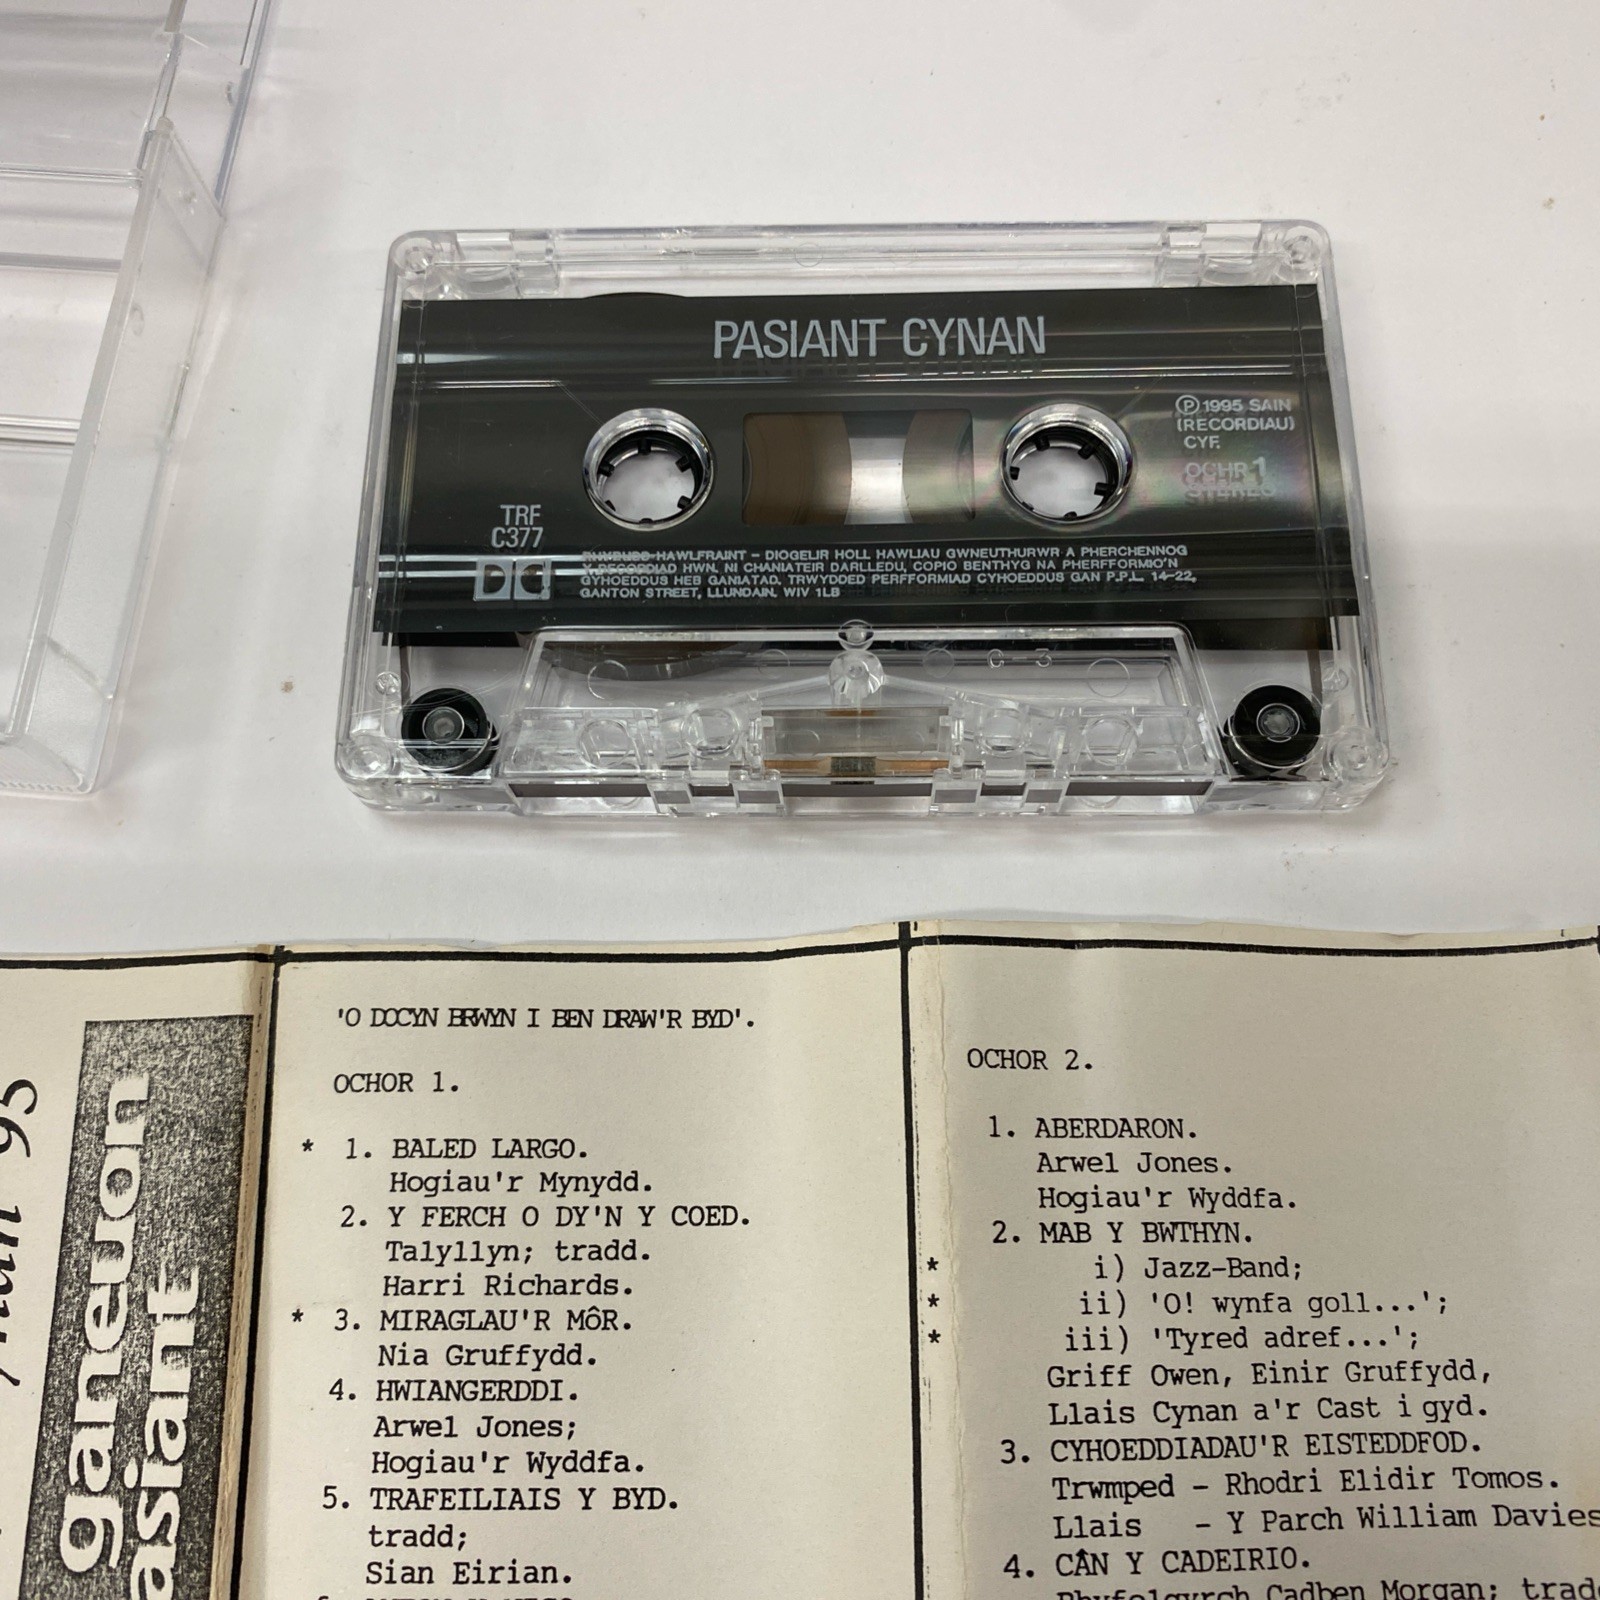 PASIANT CYNAN
Ⓟ 1995 SAIN
(RECORDIAU)
CYF.
OCHR 1
STEREO
TRF
C377
RHYBUDD HAWLFRAINT – DIOGELIR HOLL HAWLIAU GWNEUTHURWR A PHERCHENNOG
Y RECORDIAD HWN. NI CHANIATEIR DARLLEDU, COPIO BENTHYG NA PHERFFORMIO'N
GYHOEDDUS HEB GANIATAD. TRWYDDED PERFFORMIAD CYHOEDDUS GAN P.P.L. 14-22,
GANTON STREET, LLUNDAIN. WIV 1LB
C-3
95
ganeuon
'O DOCYN BRWYN I BEN DRAW'R BYD'.
OCHOR 1.
* 1. BALED LARGO.
Hogiau'r Mynydd.
2. Y FERCH O DY'N Y COED.
Talyllyn; tradd.
Harri Richards.
* 3. MIRAGLAU'R MôR.
Nia Gruffydd.
4. HWIANGERDDI.
Arwel Jones;
Hogiau'r Wyddfa.
5. TRAFEILIAIS Y BYD.
tradd;
Sian Eirian.
OCHOR 2.
1. ABERDARON.
Arwel Jones.
Hogiau'r Wyddfa.
2. MAB Y BWTHYN.
* i) Jazz-Band;
* ii) 'O! wynfa goll...';
* iii) 'Tyred adref...';
Griff Owen, Einir Gruffydd,
Llais Cynan a'r Cast i gyd.
3. CYHOEDDIADAU'R EISTEDDFOD.
Trwmped - Rhodri Elidir Tomos.
Llais - Y Parch William Davies
4. CÂN Y CADEIRIO.
Cadben Morgan;